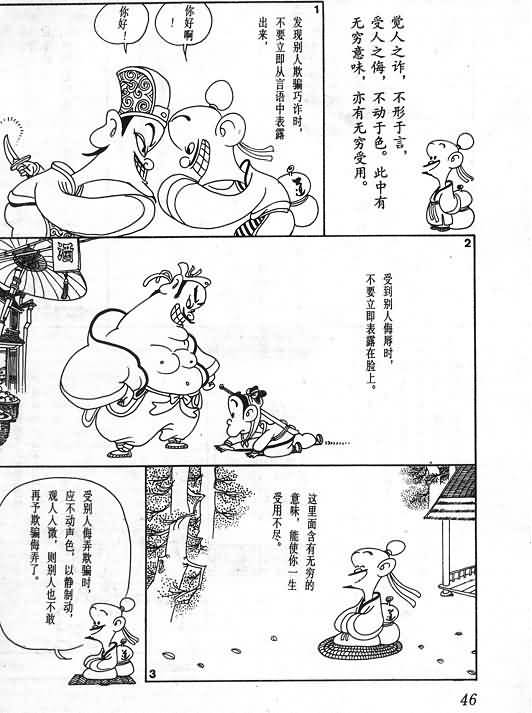 觉人之诈，不形于言，
受人之侮，不动于色。此中有
无穷意味，亦有无穷受用。
1
发现别人欺骗巧诈时，
不要立即从言语中表露
出来，
你好啊！
你好！
2
受到别人侮辱时，
不要立即表露在脸上。
酒
3
这里面含有无穷的
意味，能使你一生
受用不尽。
受别人侮弄欺骗时，
应不动声色。以静制动，
观人入微，则别人也不敢
再予欺骗侮弄了。
46